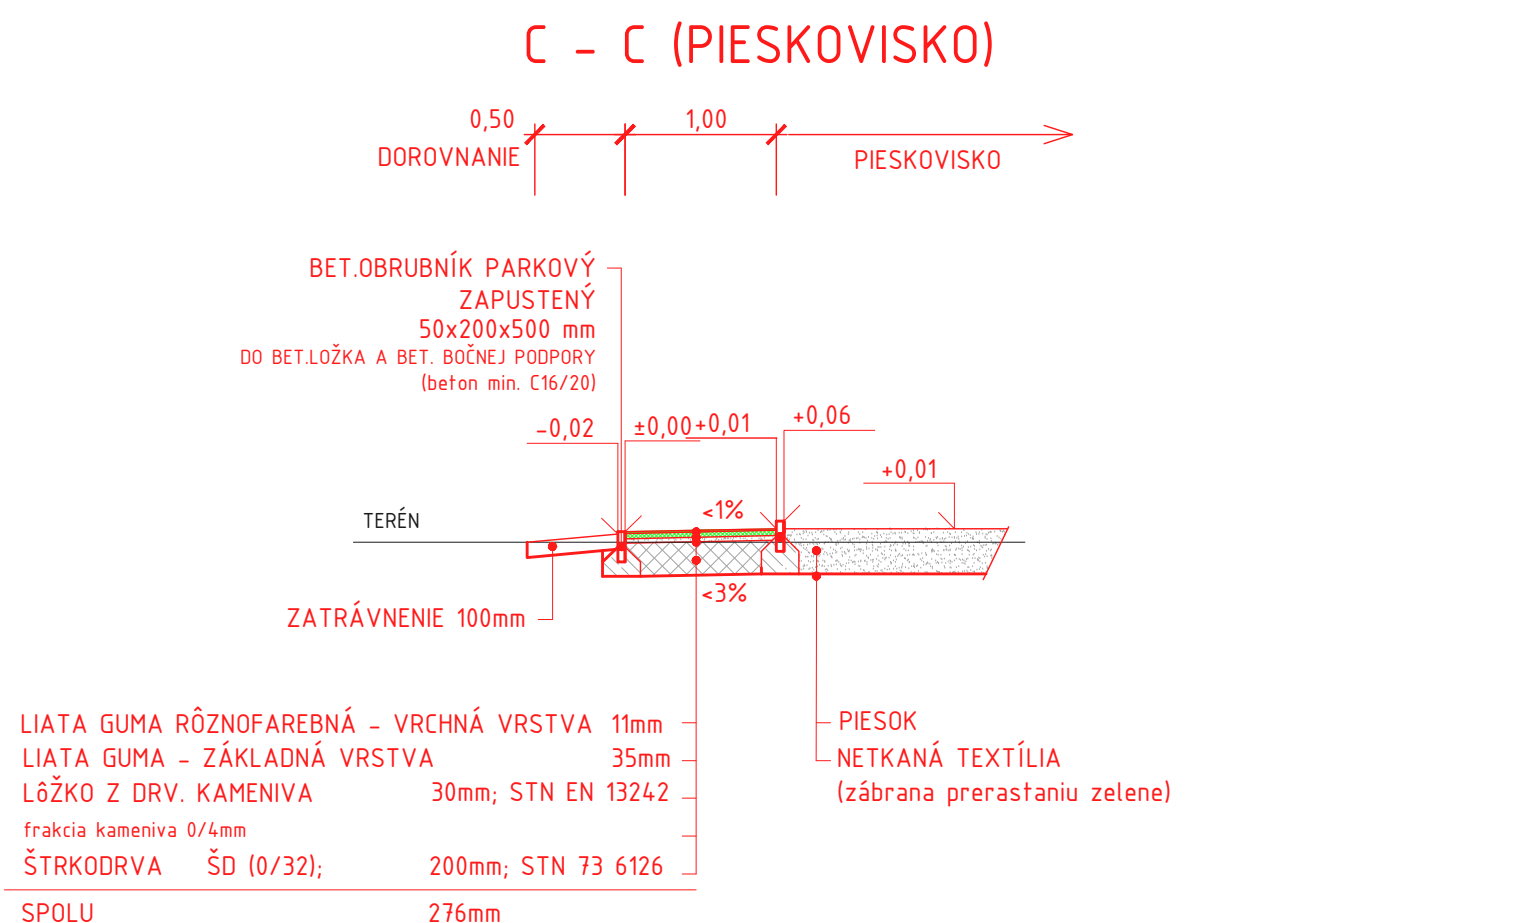 C - C (PIESKOVISKO)
0,50
1,00
DOROVNANIE
PIESKOVISKO
BET.OBRUBNÍK PARKOVÝ
ZAPUSTENÝ
50x200x500 mm
DO BET.LOŽKA A BET. BOČNEJ PODPORY
(beton min. C16/20)
-0,02
±0,00
+0,01
+0,06
+0,01
TERÉN
<1%
<3%
ZATRÁVNENIE 100mm
LIATA GUMA RÔZNOFAREBNÁ - VRCHNÁ VRSTVA 11mm
LIATA GUMA - ZÁKLADNÁ VRSTVA 35mm
LôŽKO Z DRV. KAMENIVA 30mm; STN EN 13242
frakcia kameniva 0/4mm
ŠTRKODRVA ŠD (0/32); 200mm; STN 73 6126
SPOLU 276mm
PIESOK
NETKANÁ TEXTÍLIA
(zábrana prerastaniu zelene)